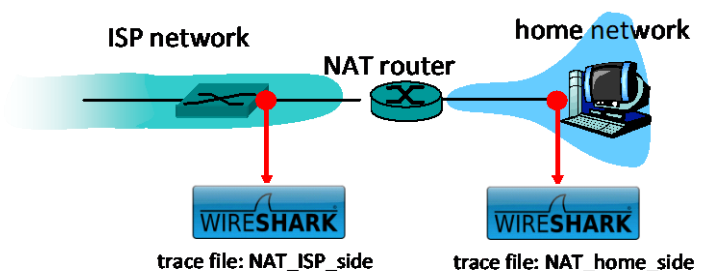 ISP network
home network
NAT router
WIRESHARK
WIRESHARK
trace file: NAT_ISP_side
trace file: NAT_home_side